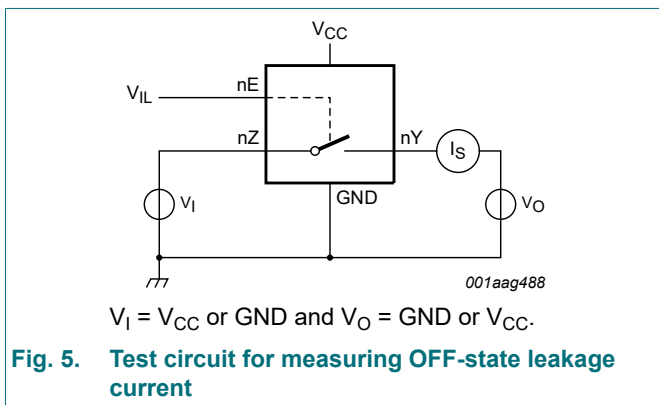 VCC
nE
VIL
nZ
nY
IS
GND
VI
VO
001aag488
VI = VCC or GND and VO = GND or VCC.
Fig. 5. Test circuit for measuring OFF-state leakage
current